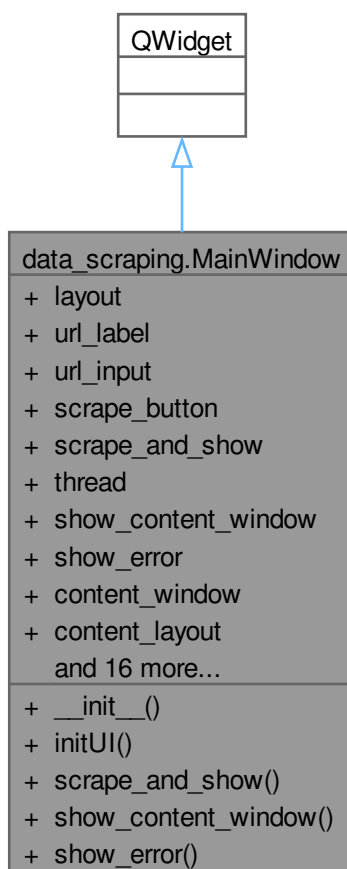 QWidget
data_scraping.MainWindow
+ layout
+ url_label
+ url_input
+ scrape_button
+ scrape_and_show
+ thread
+ show_content_window
+ show_error
+ content_window
+ content_layout
and 16 more...
+ __init__()
+ initUI()
+ scrape_and_show()
+ show_content_window()
+ show_error()